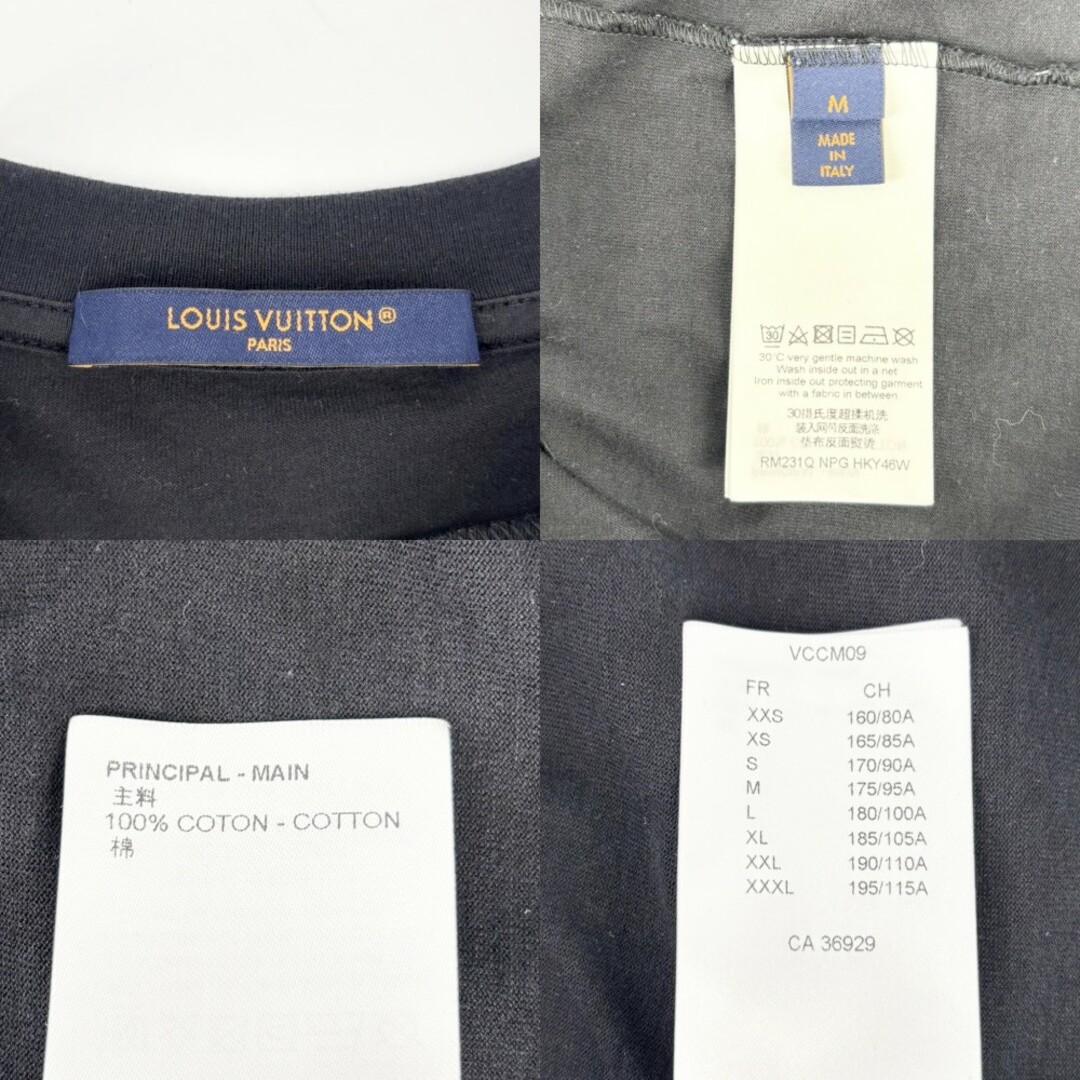 LOUIS VUITTON®
PARIS
M
MADE
IN
ITALY
30
30°C very gentle machine wash
Wash inside out in a net
Iron inside out protecting garment
with a fabric in between
30摄氏度超柔机洗
装入网兜反面洗涤
垫布反面熨烫
RM231Q NPG HKY46W
PRINCIPAL - MAIN
主料
100% COTON - COTTON
棉
VCCM09
FR CH
XXS 160/80A
XS 165/85A
S 170/90A
M 175/95A
L 180/100A
XL 185/105A
XXL 190/110A
XXXL 195/115A
CA 36929